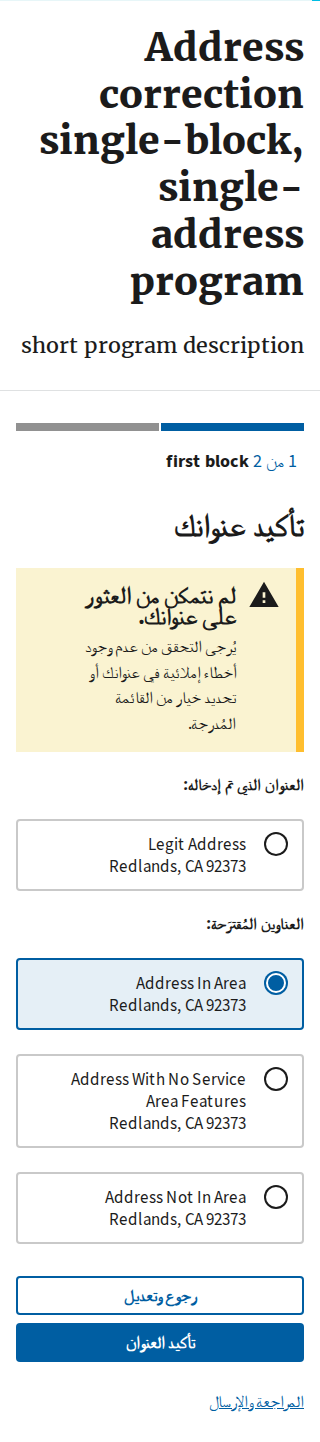 Address
correction
single-block,
single-
address
program
short program description
1 من 2 first block
تأكيد عنوانك
لم نتمكن من العثور
على عنوانك.
يُرجى التحقق من عدم وجود
أخطاء إملائية في عنوانك أو
تحديد خيار من القائمة
المُدرجة.
العنوان الذي تم إدخاله:
Legit Address
Redlands, CA 92373
العناوين المُقترَحة:
Address In Area
Redlands, CA 92373
Address With No Service
Area Features
Redlands, CA 92373
Address Not In Area
Redlands, CA 92373
رجوع وتعديل
تأكيد العنوان
المراجعة والإرسال